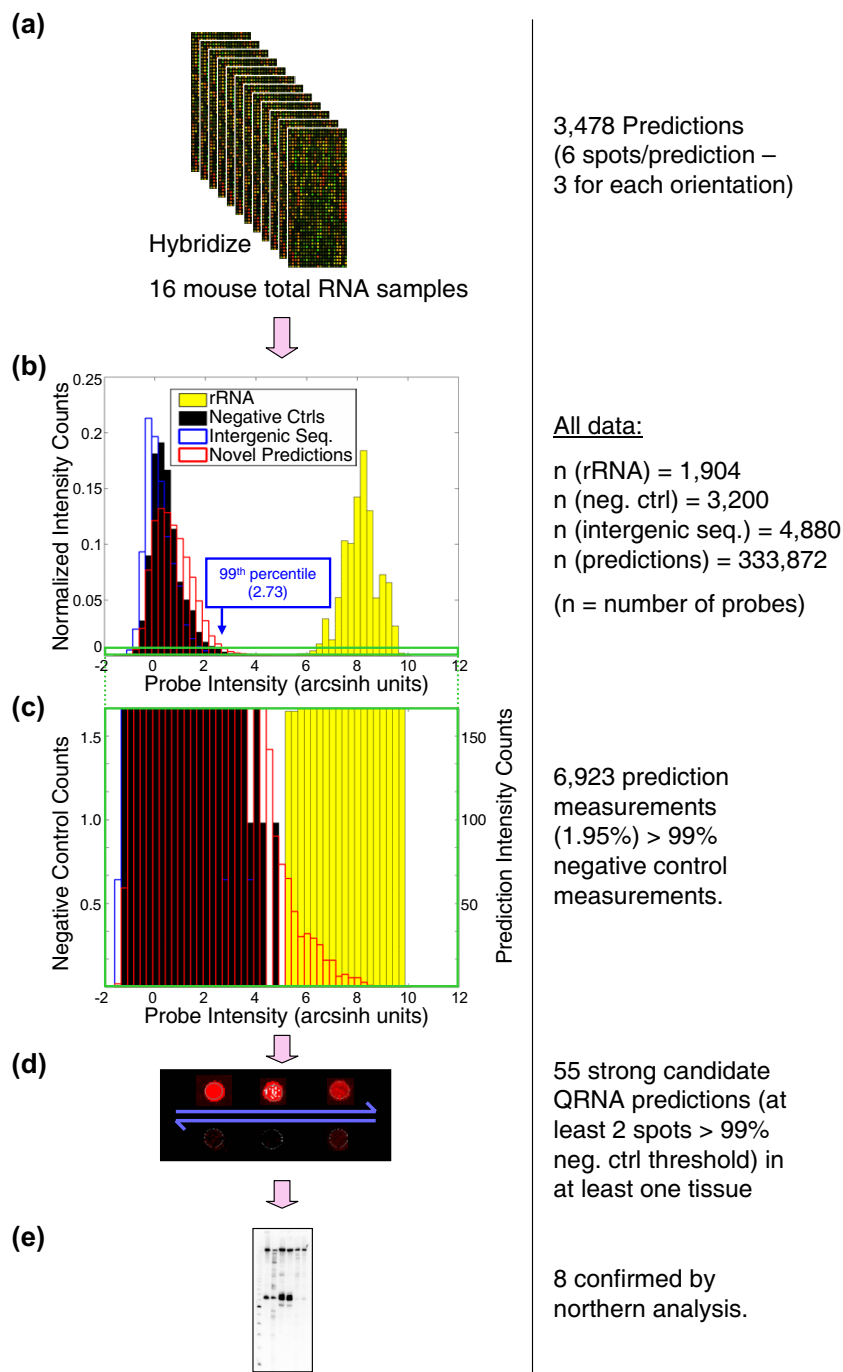 (a)
Hybridize
16 mouse total RNA samples
3,478 Predictions
(6 spots/prediction –
3 for each orientation)
(b)
Normalized Intensity Counts
0.25
0.2
0.15
0.1
0.05
0
rRNA
Negative Ctrls
Intergenic Seq.
Novel Predictions
99th percentile
(2.73)
-2 0 2 4 6 8 10 12
Probe Intensity (arcsinh units)
All data:
n (rRNA) = 1,904
n (neg. ctrl) = 3,200
n (intergenic seq.) = 4,880
n (predictions) = 333,872
(n = number of probes)
(c)
Negative Control Counts
1.5
1.0
0.5
Prediction Intensity Counts
150
100
50
-2 0 2 4 6 8 10 12
Probe Intensity (arcsinh units)
6,923 prediction
measurements
(1.95%) > 99%
negative control
measurements.
(d)
55 strong candidate
QRNA predictions (at
least 2 spots > 99%
neg. ctrl threshold) in
at least one tissue
(e)
8 confirmed by
northern analysis.